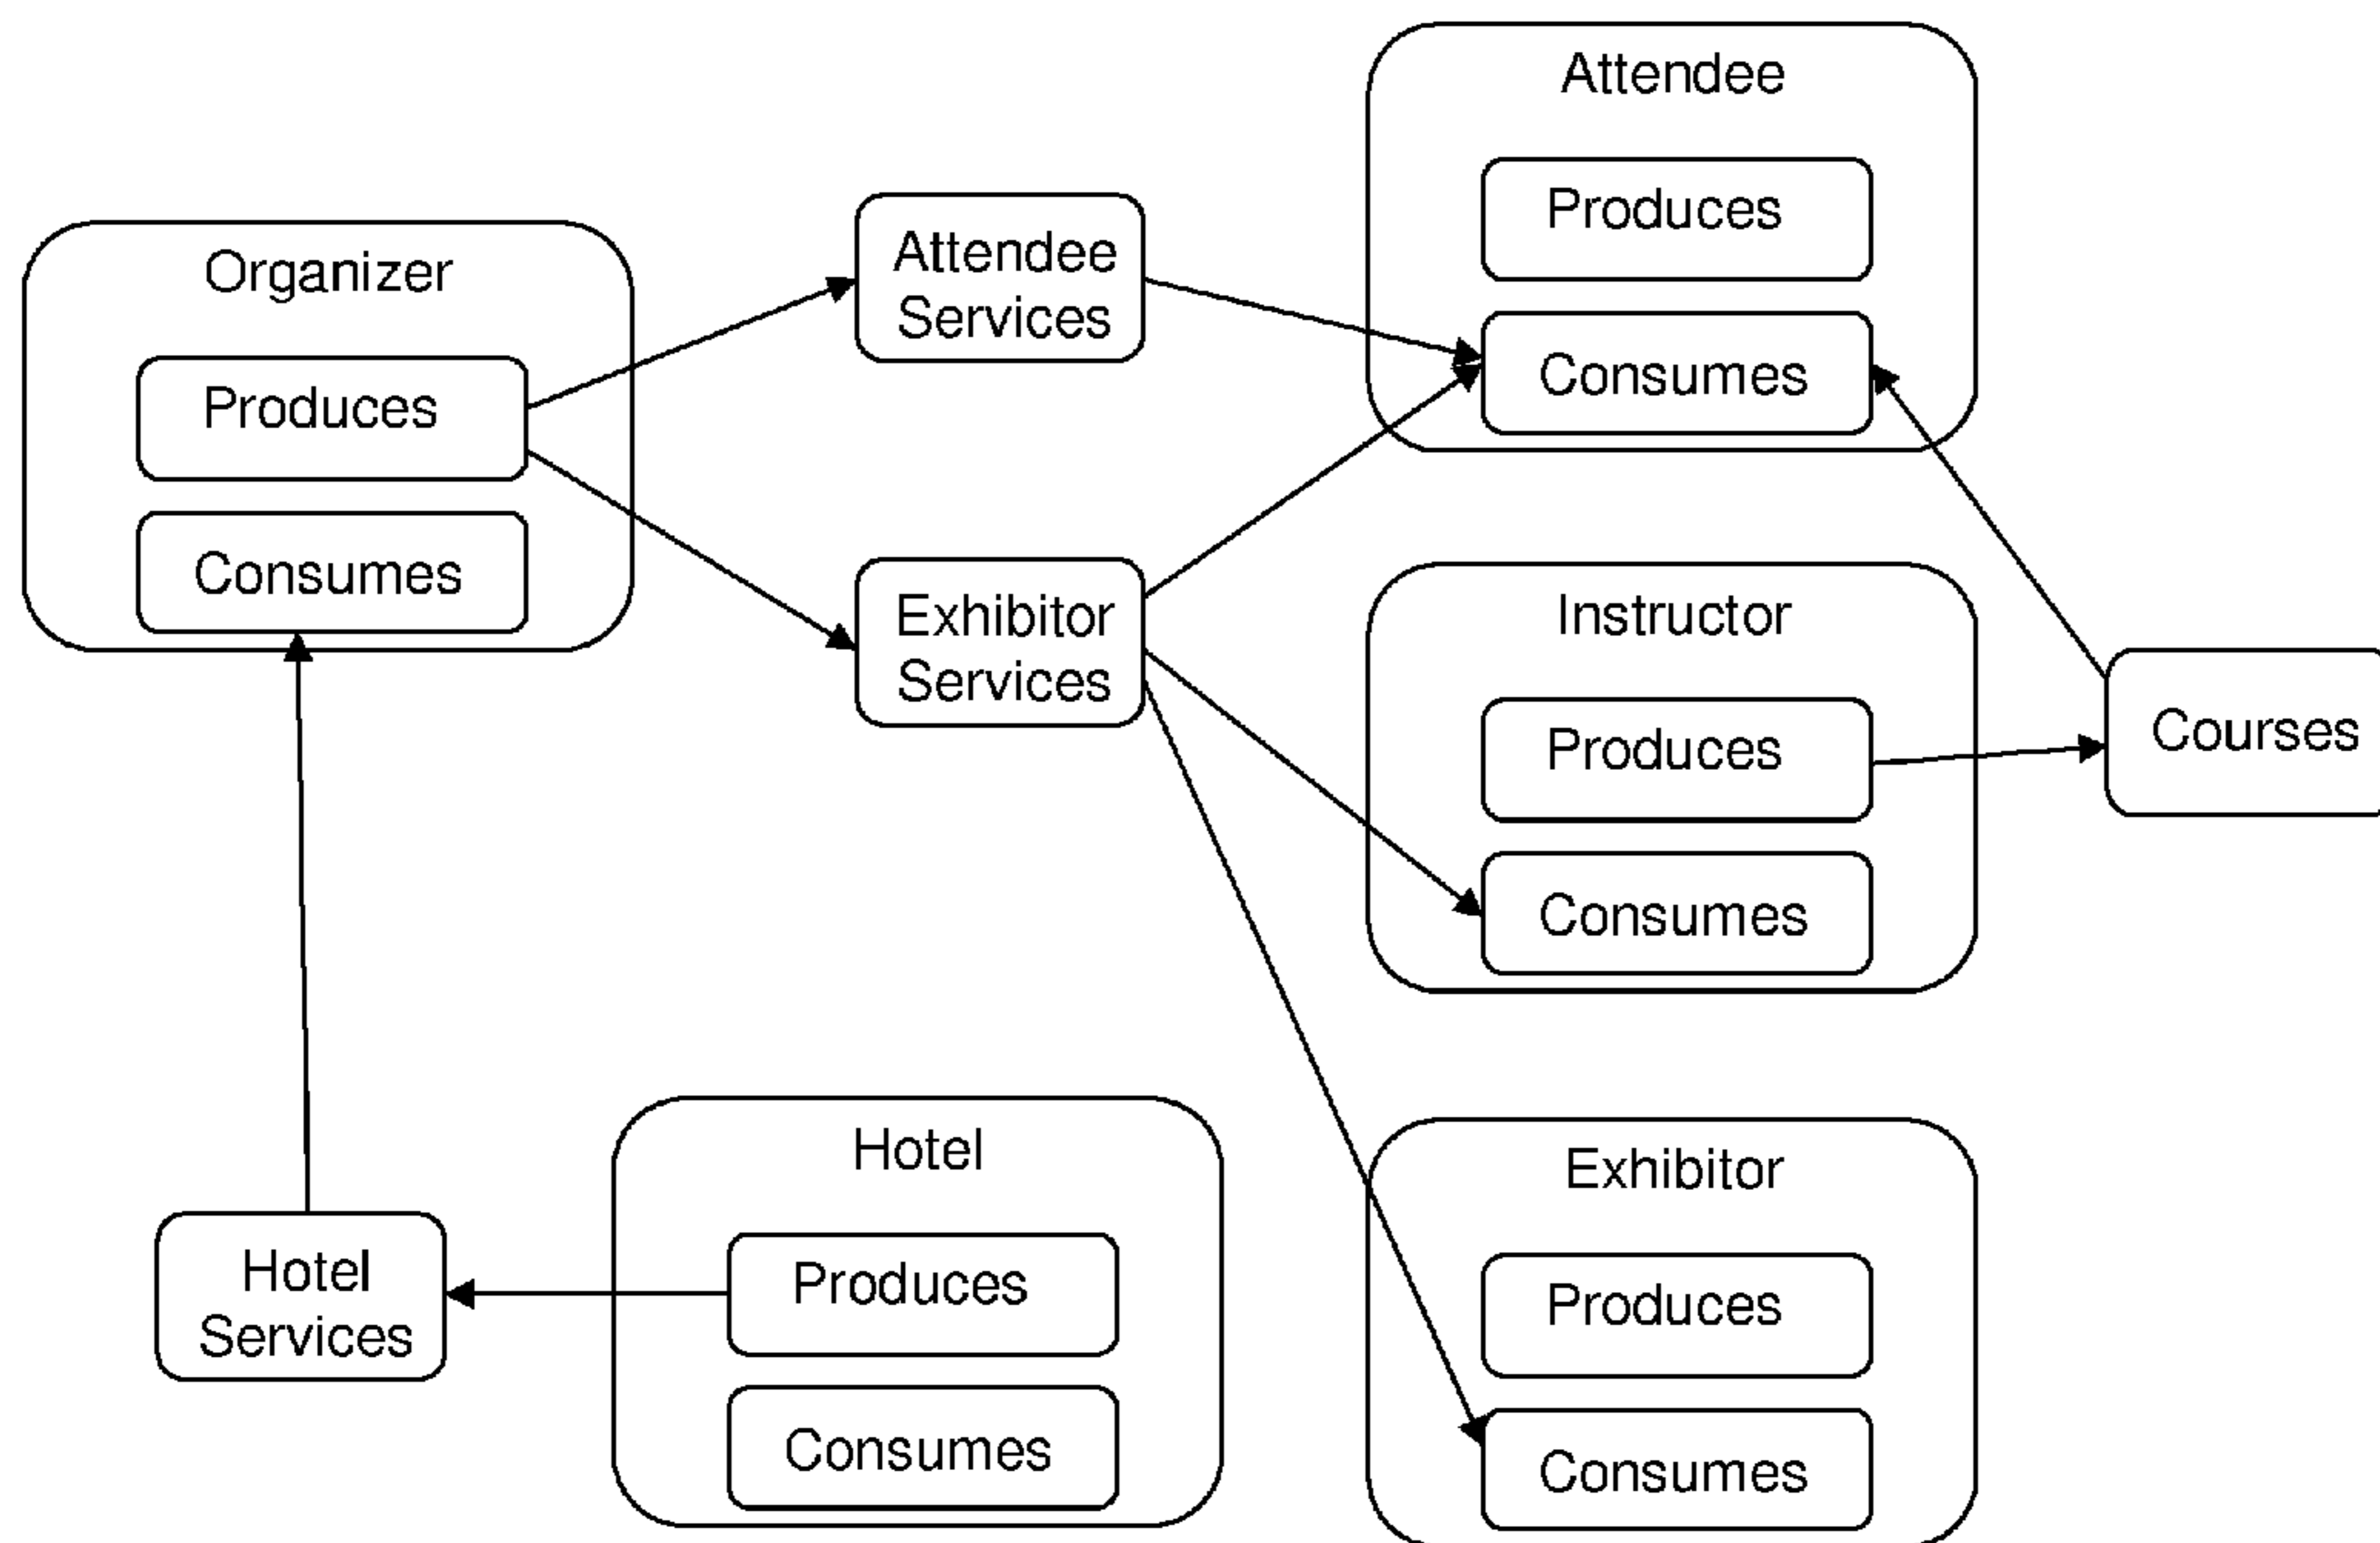 Organizer
Produces
Consumes
Attendee
Services
Exhibitor
Services
Attendee
Produces
Consumes
Instructor
Produces
Consumes
Courses
Hotel
Services
Hotel
Produces
Consumes
Exhibitor
Produces
Consumes